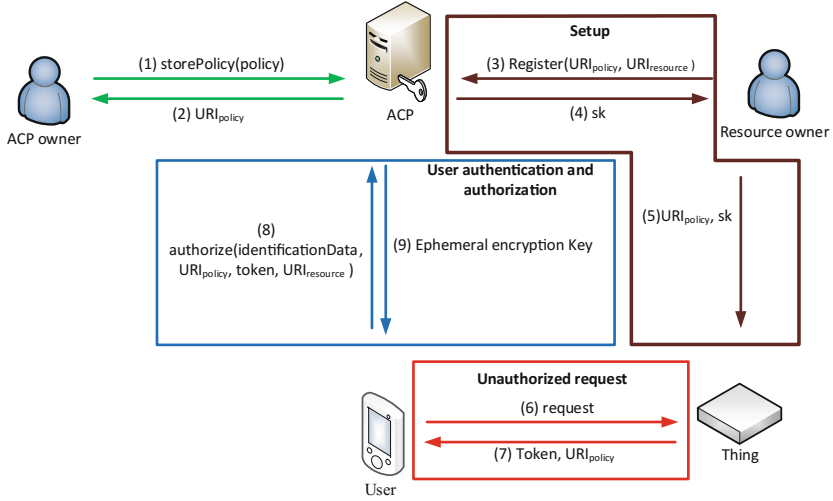 Setup
(1) storePolicy(policy)
(3) Register(URIpolicy, URIresource )
(2) URIpolicy
(4) sk
ACP owner
ACP
Resource owner
User authentication and
authorization
(8)
authorize(identificationData,
URIpolicy, token, URIresource )
(9) Ephemeral encryption Key
(5)URIpolicy, sk
Unauthorized request
(6) request
(7) Token, URIpolicy
User
Thing